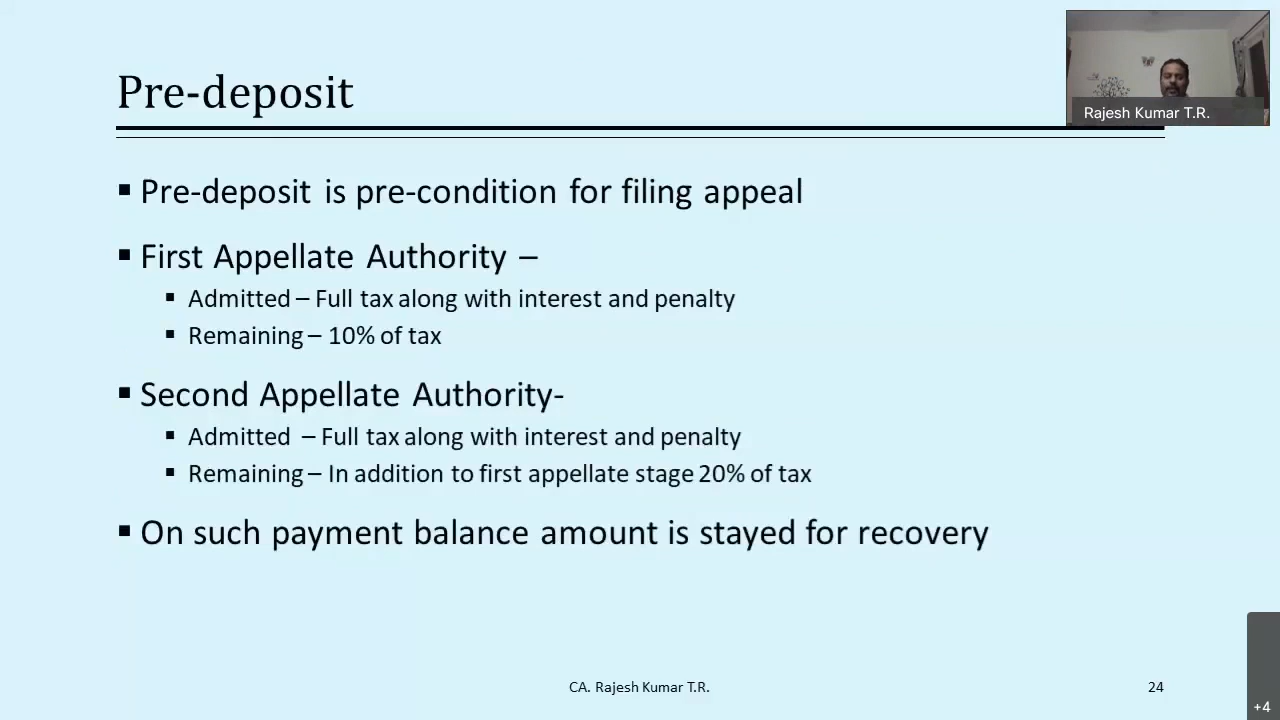 Pre-deposit
Rajesh Kumar T.R.
▪ Pre-deposit is pre-condition for filing appeal
▪ First Appellate Authority –
▪ Admitted – Full tax along with interest and penalty
▪ Remaining – 10% of tax
▪ Second Appellate Authority-
▪ Admitted – Full tax along with interest and penalty
▪ Remaining – In addition to first appellate stage 20% of tax
▪ On such payment balance amount is stayed for recovery
CA. Rajesh Kumar T.R.
24
+4